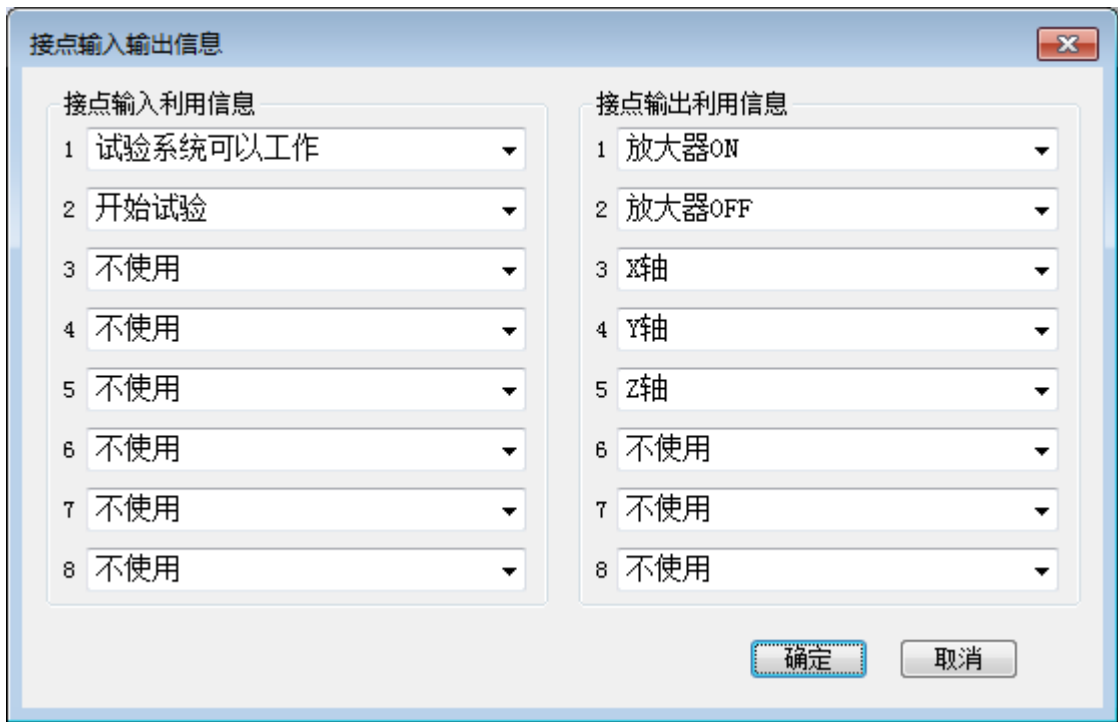 接点输入输出信息
接点输入利用信息
1 试验系统可以工作
2 开始试验
3 不使用
4 不使用
5 不使用
6 不使用
7 不使用
8 不使用
接点输出利用信息
1 放大器ON
2 放大器OFF
3 X轴
4 Y轴
5 Z轴
6 不使用
7 不使用
8 不使用
确定
取消